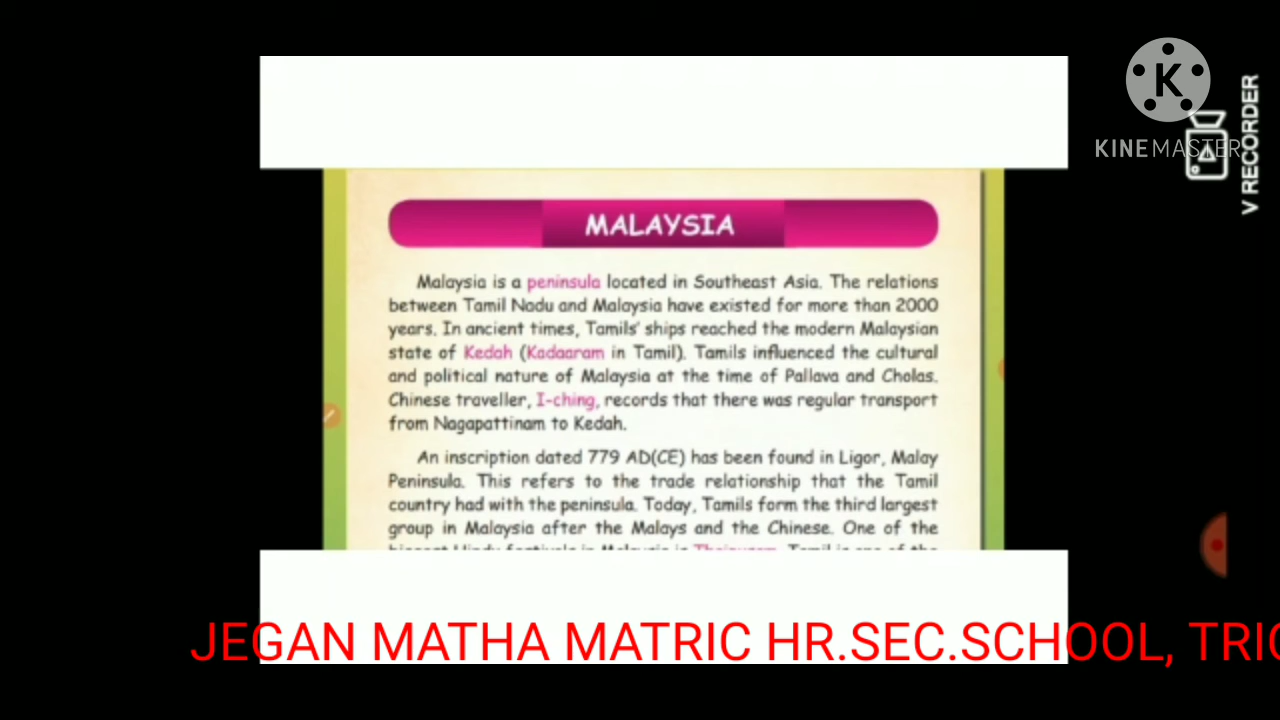 KINEMASTER
V RECORDER
MALAYSIA
Malaysia is a peninsula located in Southeast Asia. The relations
between Tamil Nadu and Malaysia have existed for more than 2000
years. In ancient times, Tamils' ships reached the modern Malaysian
state of Kedah (Kadaaram in Tamil). Tamils influenced the cultural
and political nature of Malaysia at the time of Pallava and Cholas.
Chinese traveller, I-ching, records that there was regular transport
from Nagapattinam to Kedah.
An inscription dated 779 AD(CE) has been found in Ligor, Malay
Peninsula. This refers to the trade relationship that the Tamil
country had with the peninsula. Today, Tamils form the third largest
group in Malaysia after the Malays and the Chinese. One of the
JEGAN MATHA MATRIC HR.SEC.SCHOOL,